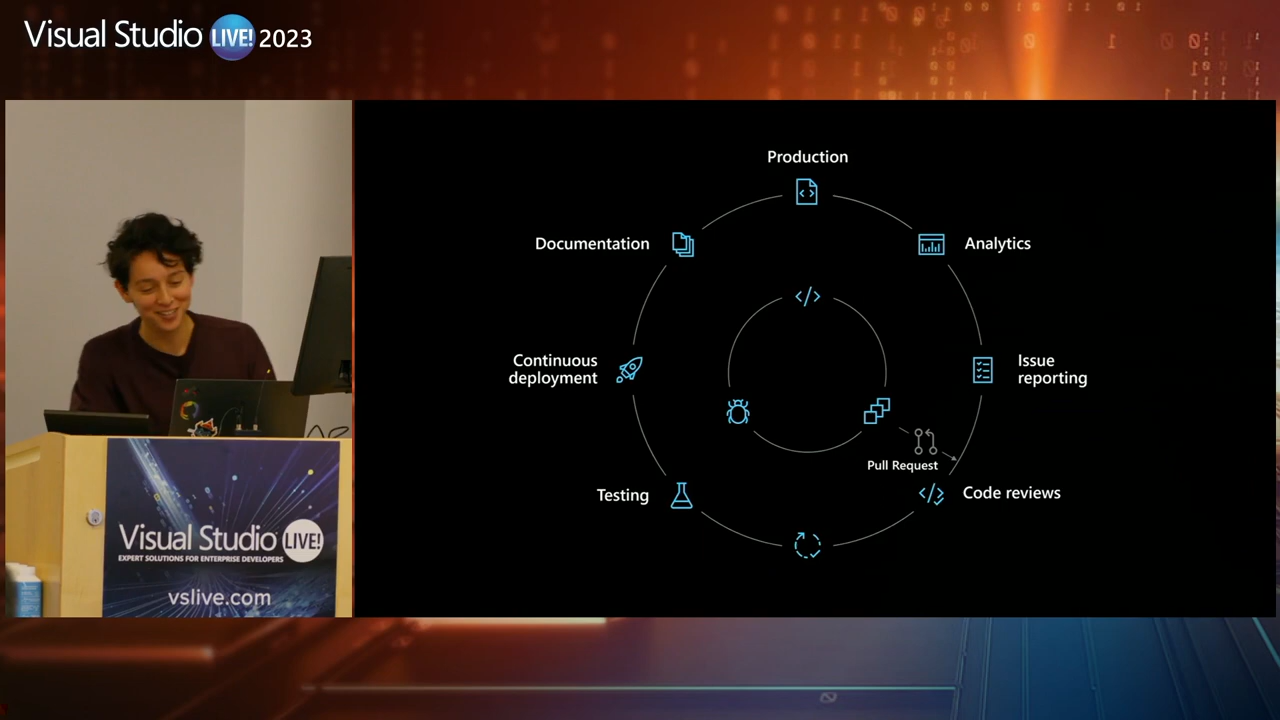 Visual Studio LIVE! 2023
Production
Documentation
Analytics
Continuous
deployment
Issue
reporting
Pull Request
Testing
Code reviews
Visual Studio LIVE!
EXPERT SOLUTIONS FOR ENTERPRISE DEVELOPERS
vslive.com